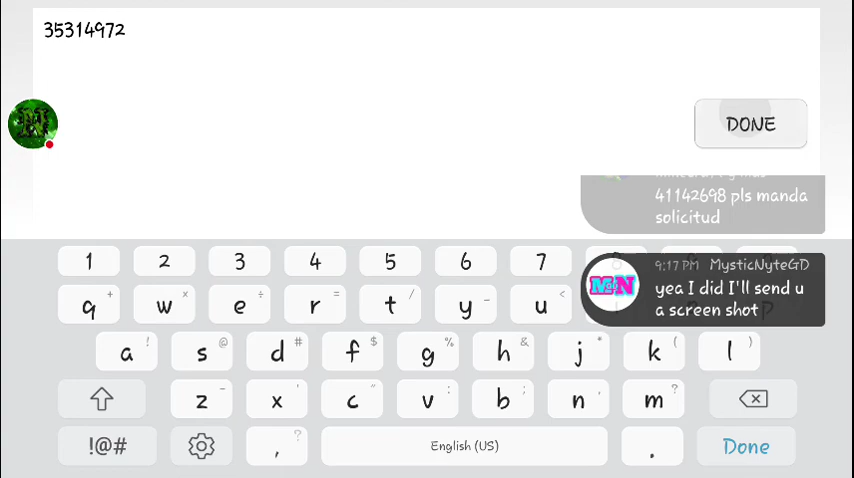 35314972
DONE
41142698 pls manda
solicitud
9:17 PM MysticNyteGD
yea I did I'll send u
a screen shot
1 2 3 4 5 6 7
q + w × e ÷ r = t / y _ u <
a ! s @ d # f $ g % h & j * k ( l )
z - x ' c " v : b ; n , m ?
!@# , ? English (US) . Done